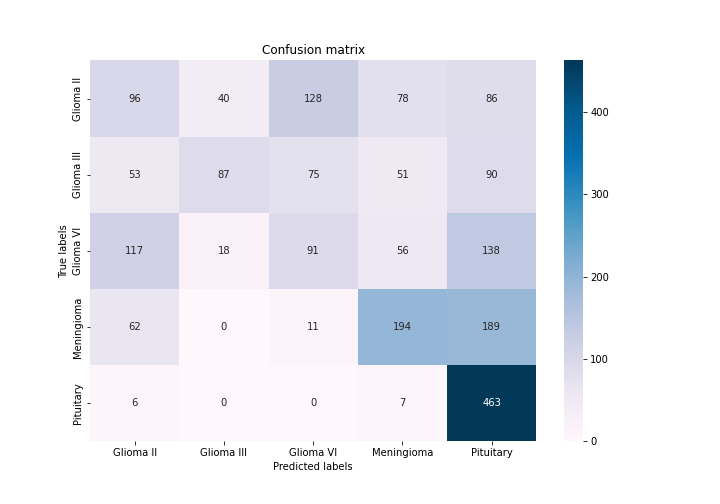 Confusion matrix
True labels
Glioma II 96 40 128 78 86
Glioma III 53 87 75 51 90
Glioma VI 117 18 91 56 138
Meningioma 62 0 11 194 189
Pituitary 6 0 0 7 463
Glioma II Glioma III Glioma VI Meningioma Pituitary
Predicted labels
400
300
200
100
0